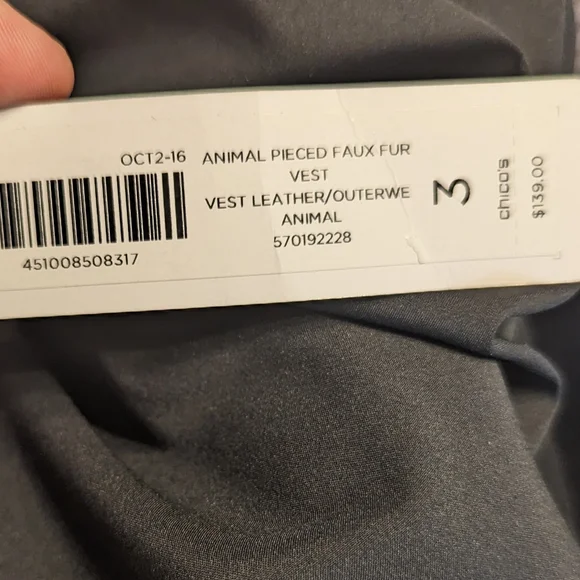 OCT2-16
ANIMAL PIECED FAUX FUR
VEST
VEST LEATHER/OUTERWE
ANIMAL
570192228
451008508317
3
chico's
$139.00